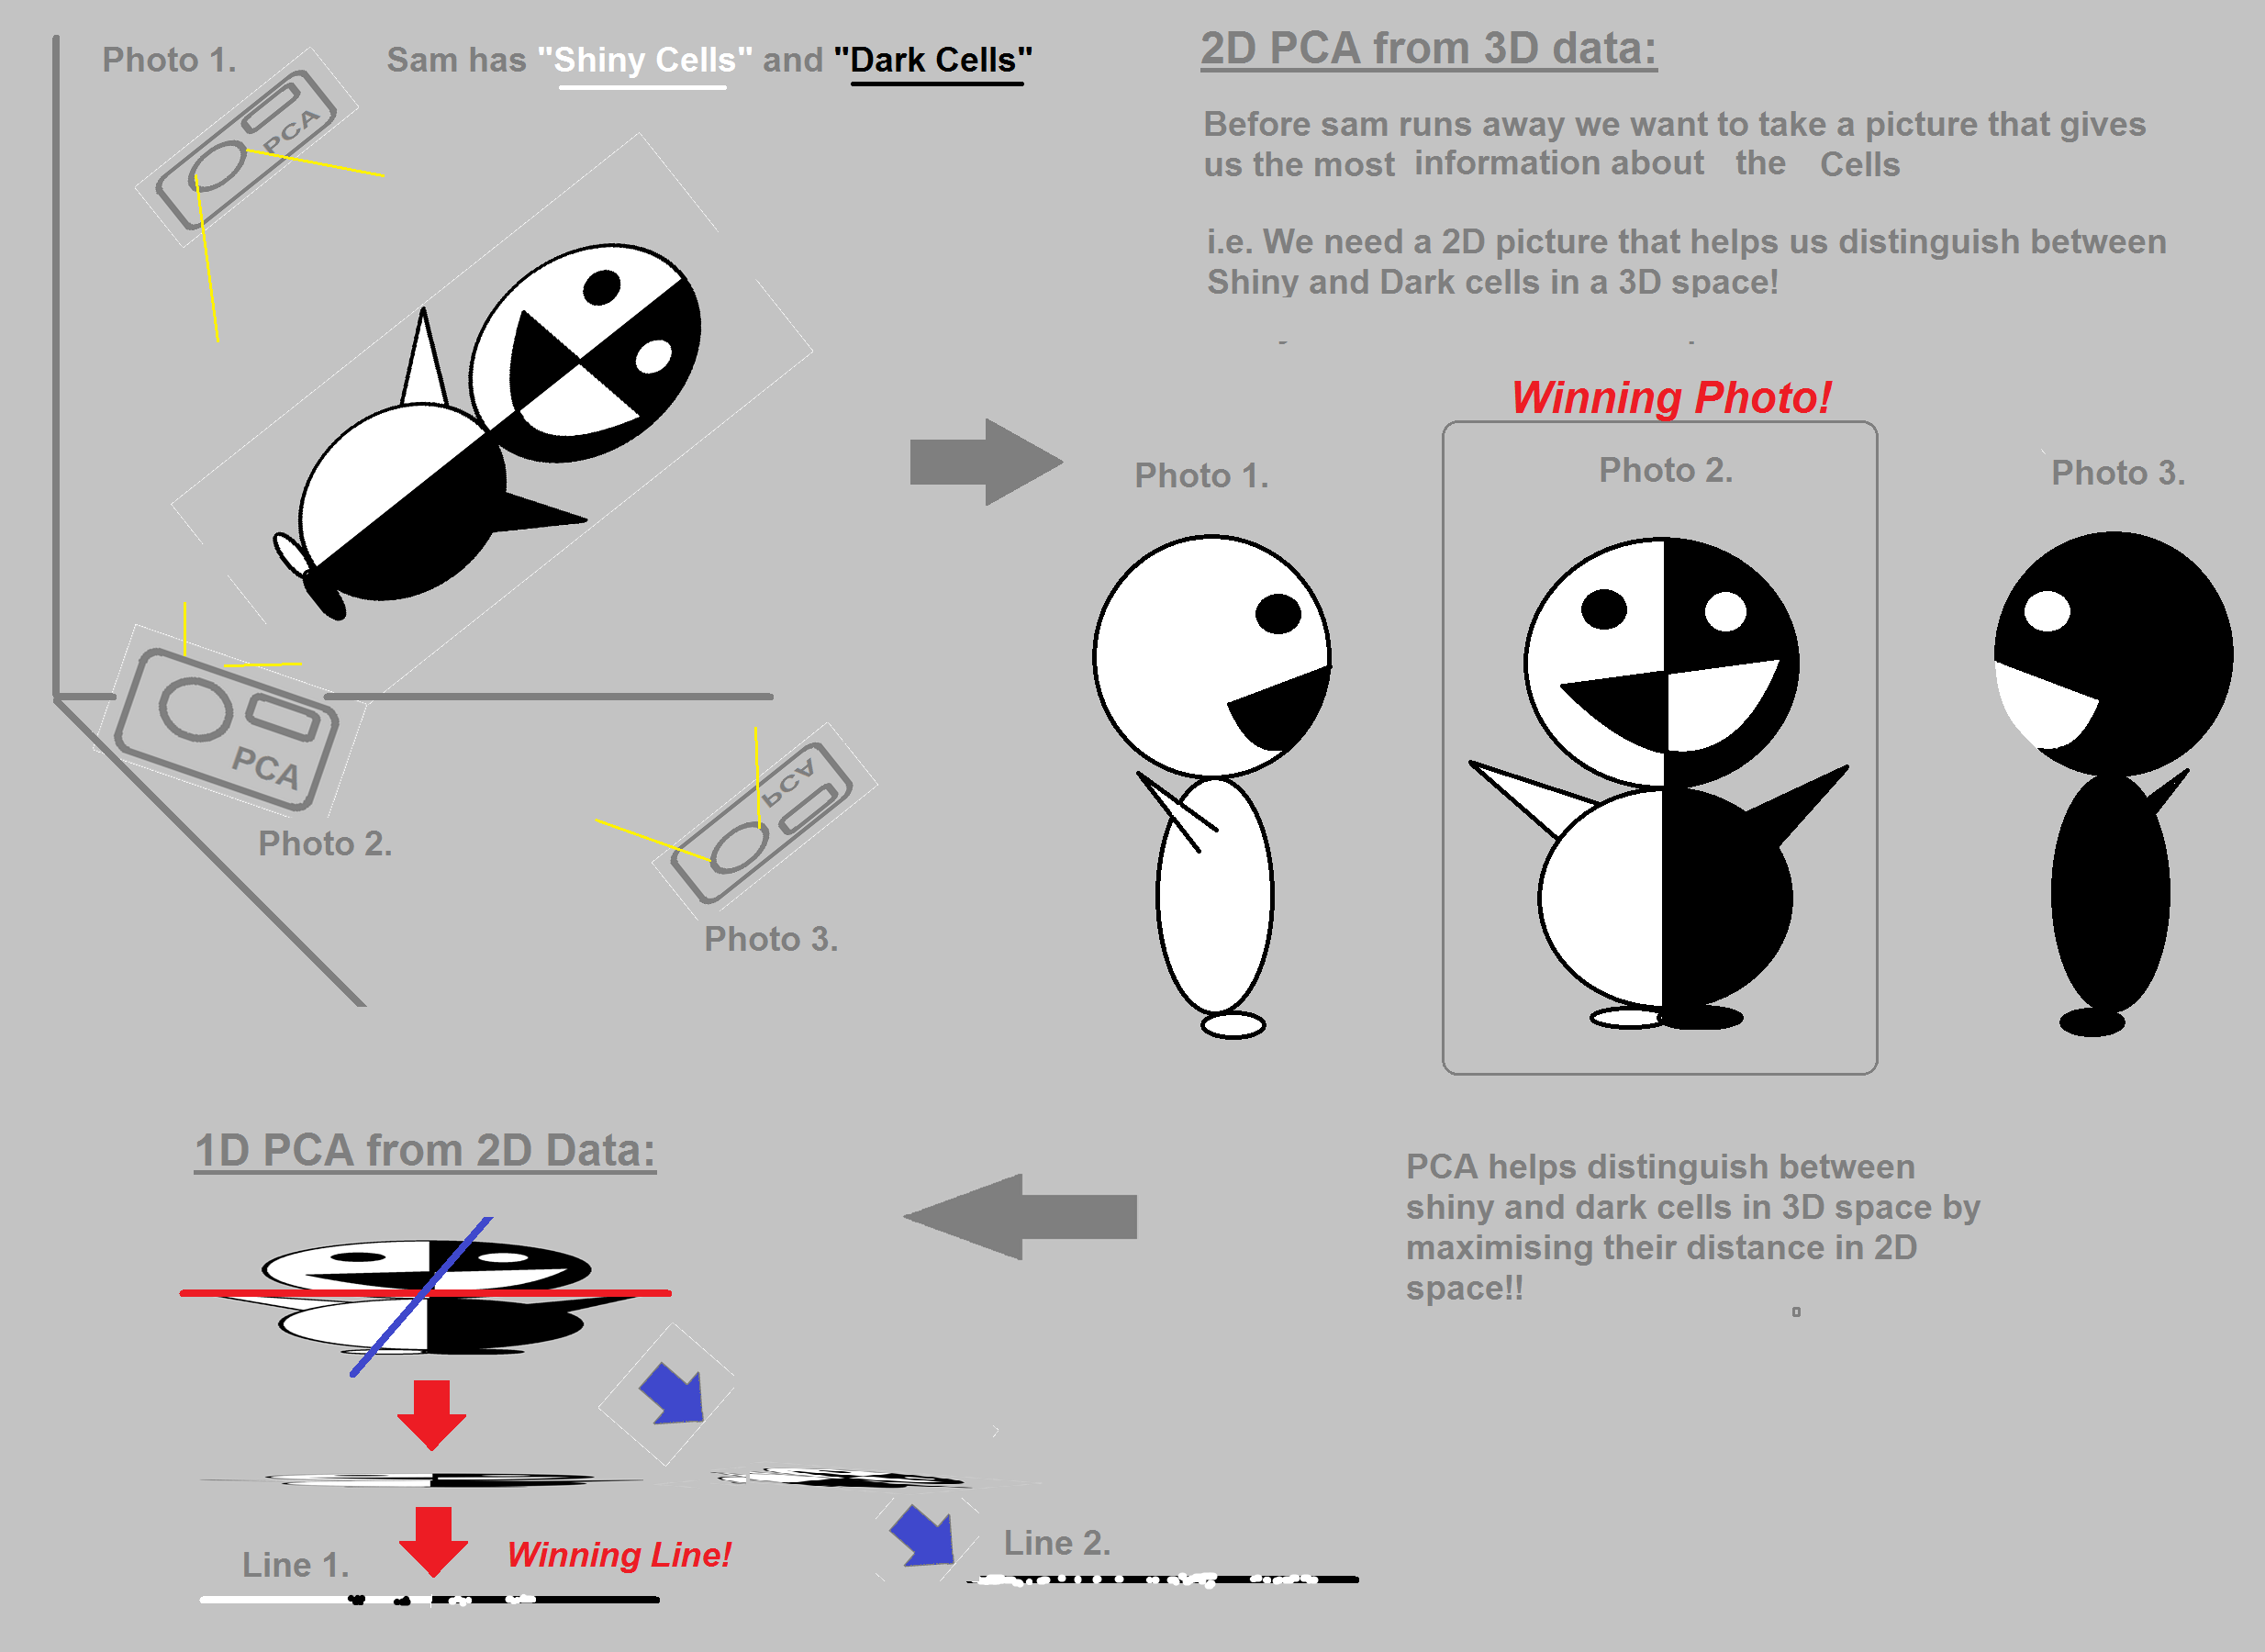 Photo 1.
Sam has "Shiny Cells" and "Dark Cells"
PCA
2D PCA from 3D data:
Before sam runs away we want to take a picture that gives
us the most information about the Cells
i.e. We need a 2D picture that helps us distinguish between
Shiny and Dark cells in a 3D space!
Winning Photo!
Photo 1.
Photo 2.
Photo 3.
PCA
Photo 2.
PCA
Photo 3.
1D PCA from 2D Data:
PCA helps distinguish between
shiny and dark cells in 3D space by
maximising their distance in 2D
space!!
Line 1.
Winning Line!
Line 2.